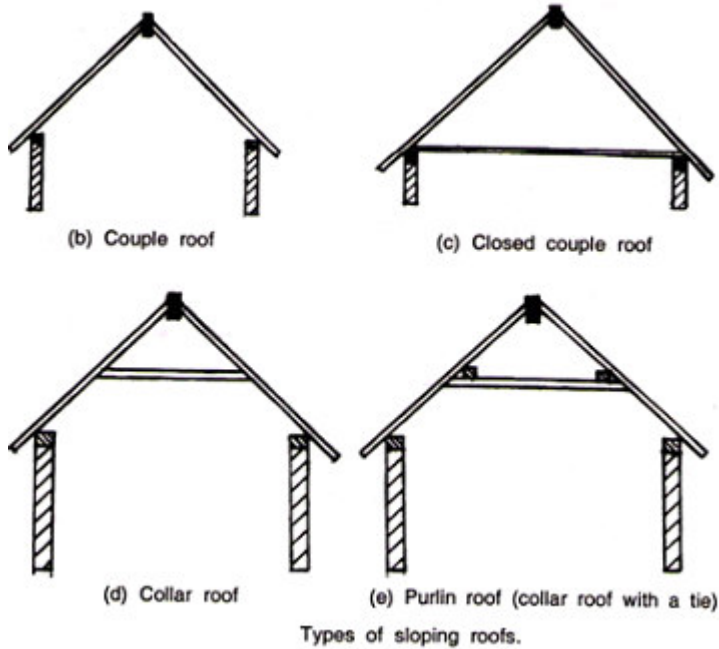 (b) Couple roof
(c) Closed couple roof
(d) Collar roof
(e) Purlin roof (collar roof with a tie)
Types of sloping roofs.